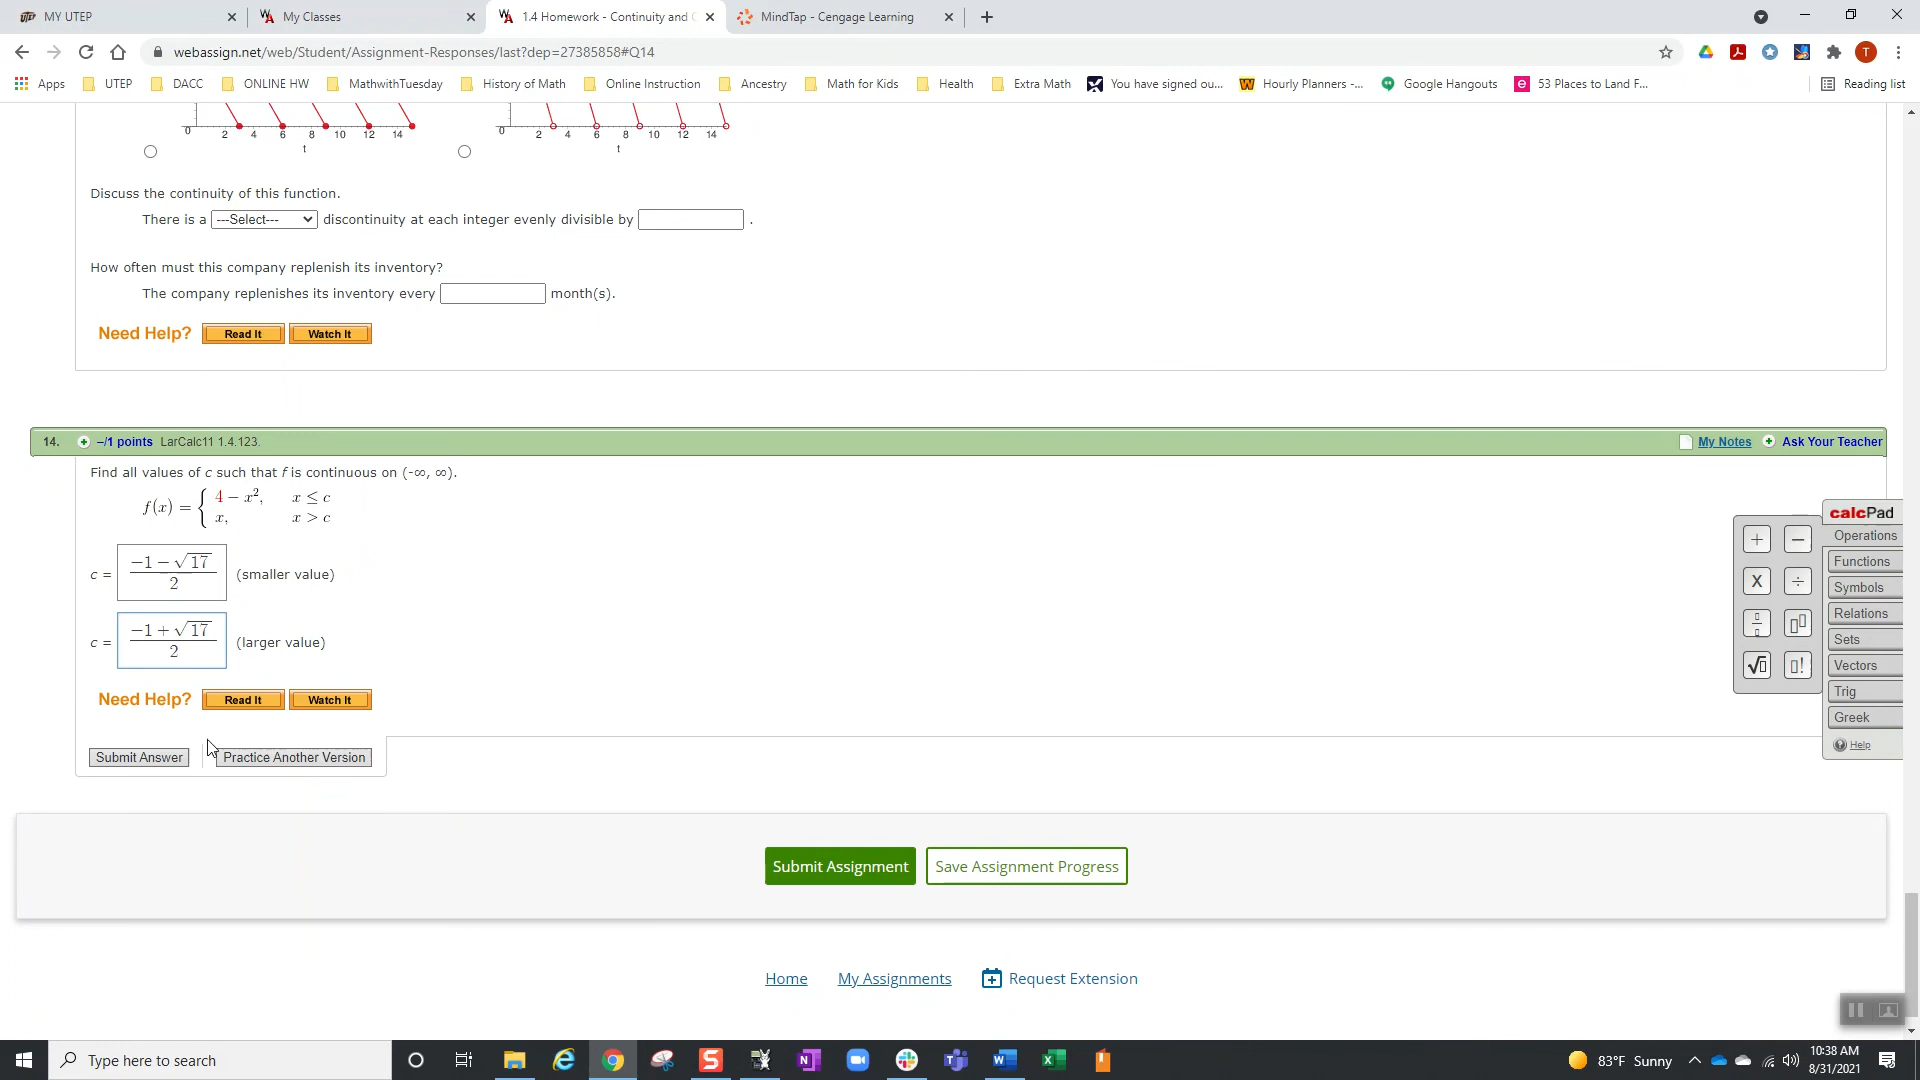 MY UTEP
My Classes
1.4 Homework - Continuity and
MindTap - Cengage Learning
webassign.net/web/Student/Assignment-Responses/last?dep=27385858#Q14
T
Apps UTEP DACC ONLINE HW MathwithTuesday History of Math Online Instruction Ancestry Math for Kids Health Extra Math You have signed ou... Hourly Planners -... Google Hangouts 53 Places to Land F... Reading list
0 2 4 6 8 10 12 14
t
0 2 4 6 8 10 12 14
t
Discuss the continuity of this function.
There is a ---Select--- discontinuity at each integer evenly divisible by .
How often must this company replenish its inventory?
The company replenishes its inventory every month(s).
Need Help? Read It Watch It
14. –/1 points LarCalc11 1.4.123. My Notes Ask Your Teacher
Find all values of c such that f is continuous on (-∞, ∞).
f(x) = { 4 − x², x ≤ c
x, x > c
c = (−1 − √17)/2 (smaller value)
c = (−1 + √17)/2 (larger value)
Need Help? Read It Watch It
Submit Answer Practice Another Version
calcPad
Operations
Functions
Symbols
Relations
Sets
Vectors
Trig
Greek
Help
+ −
X ÷
√ !
Submit Assignment Save Assignment Progress
Home My Assignments Request Extension
Type here to search
83°F Sunny
10:38 AM
8/31/2021